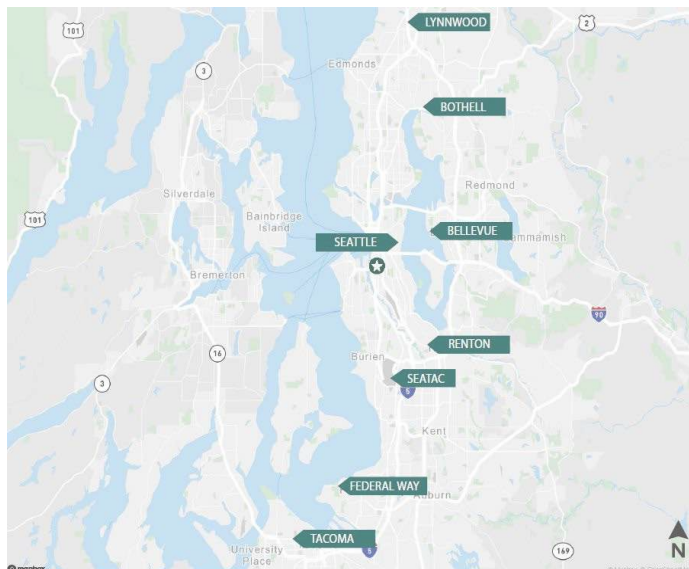 LYNNWOOD
101
2
3
Edmonds
BOTHELL
Redmond
Silverdale
Bainbridge
Island
101
BELLEVUE
SEATTLE
ammamish
Bremerton
90
RENTON
16
Burien
SEATAC
3
5
Kent
FEDERAL WAY
Auburn
TACOMA
University
Place
5
169
N